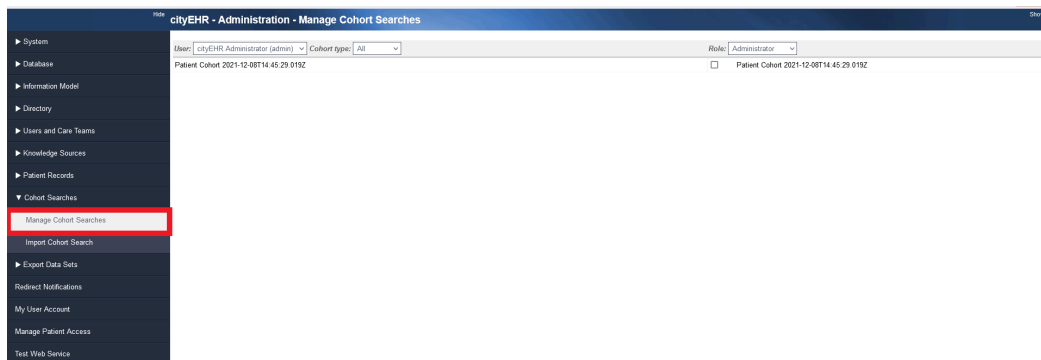 Hide
cityEHR - Administration - Manage Cohort Searches
▶ System
▶ Database
▶ Information Model
▶ Directory
▶ Users and Care Teams
▶ Knowledge Sources
▶ Patient Records
▼ Cohort Searches
Manage Cohort Searches
Import Cohort Search
▶ Export Data Sets
Redirect Notifications
My User Account
Manage Patient Access
Test Web Service
User: cityEHR Administrator (admin) Cohort type: All
Patient Cohort 2021-12-08T14:45:29.019Z
Role: Administrator
Patient Cohort 2021-12-08T14:45:29.019Z